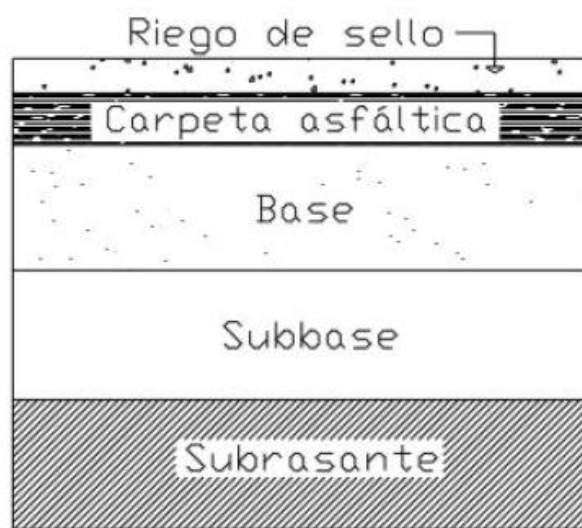 Riego de sello
Carpeta asfáltica
Base
Subbase
Subrasante